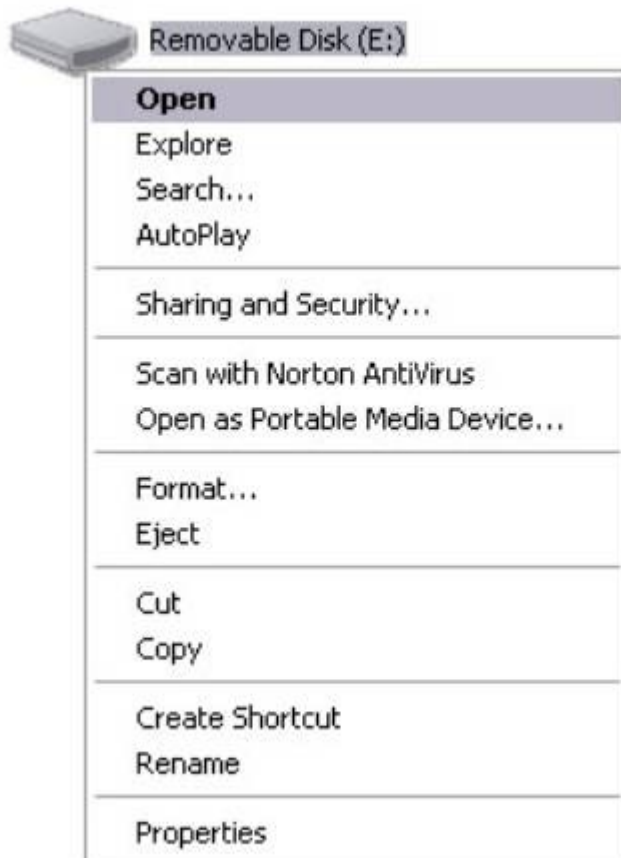 Removable Disk (E:)
Open
Explore
Search...
AutoPlay
Sharing and Security...
Scan with Norton AntiVirus
Open as Portable Media Device...
Format...
Eject
Cut
Copy
Create Shortcut
Rename
Properties